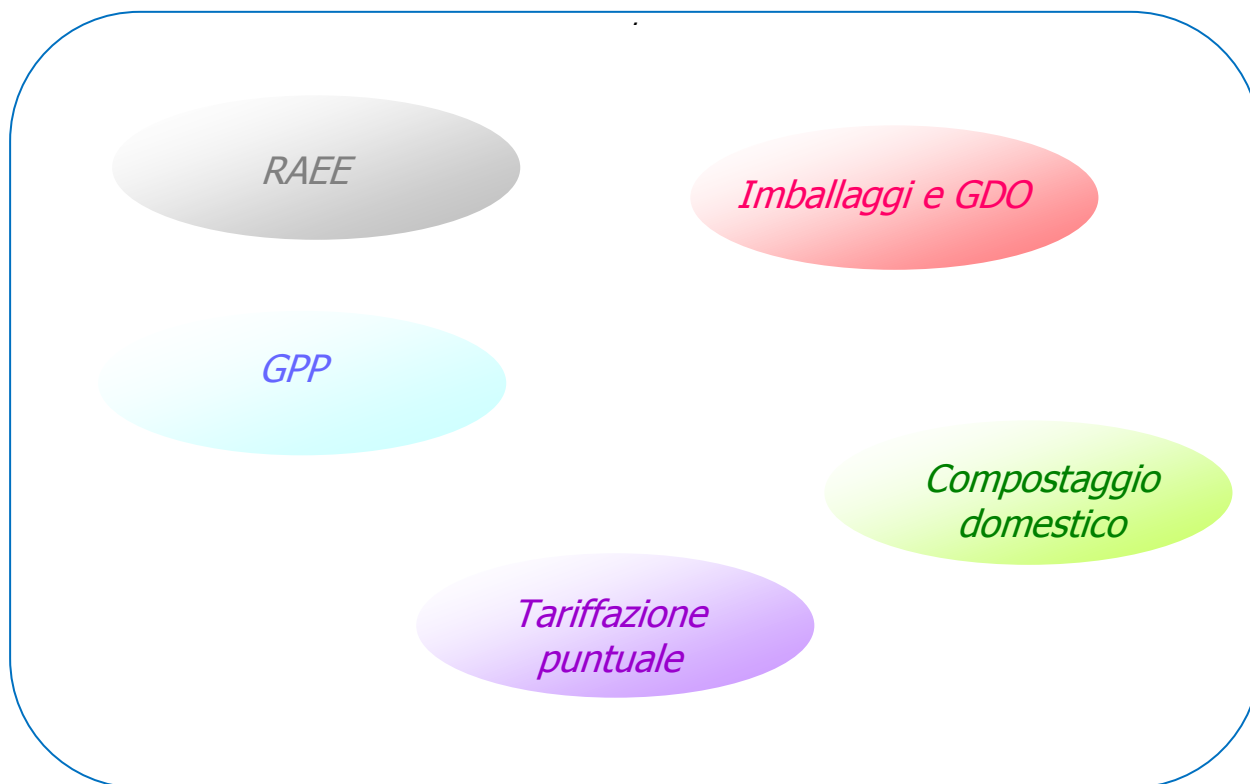 RAEE
Imballaggi e GDO
GPP
Compostaggio
domestico
Tariffazione
puntuale